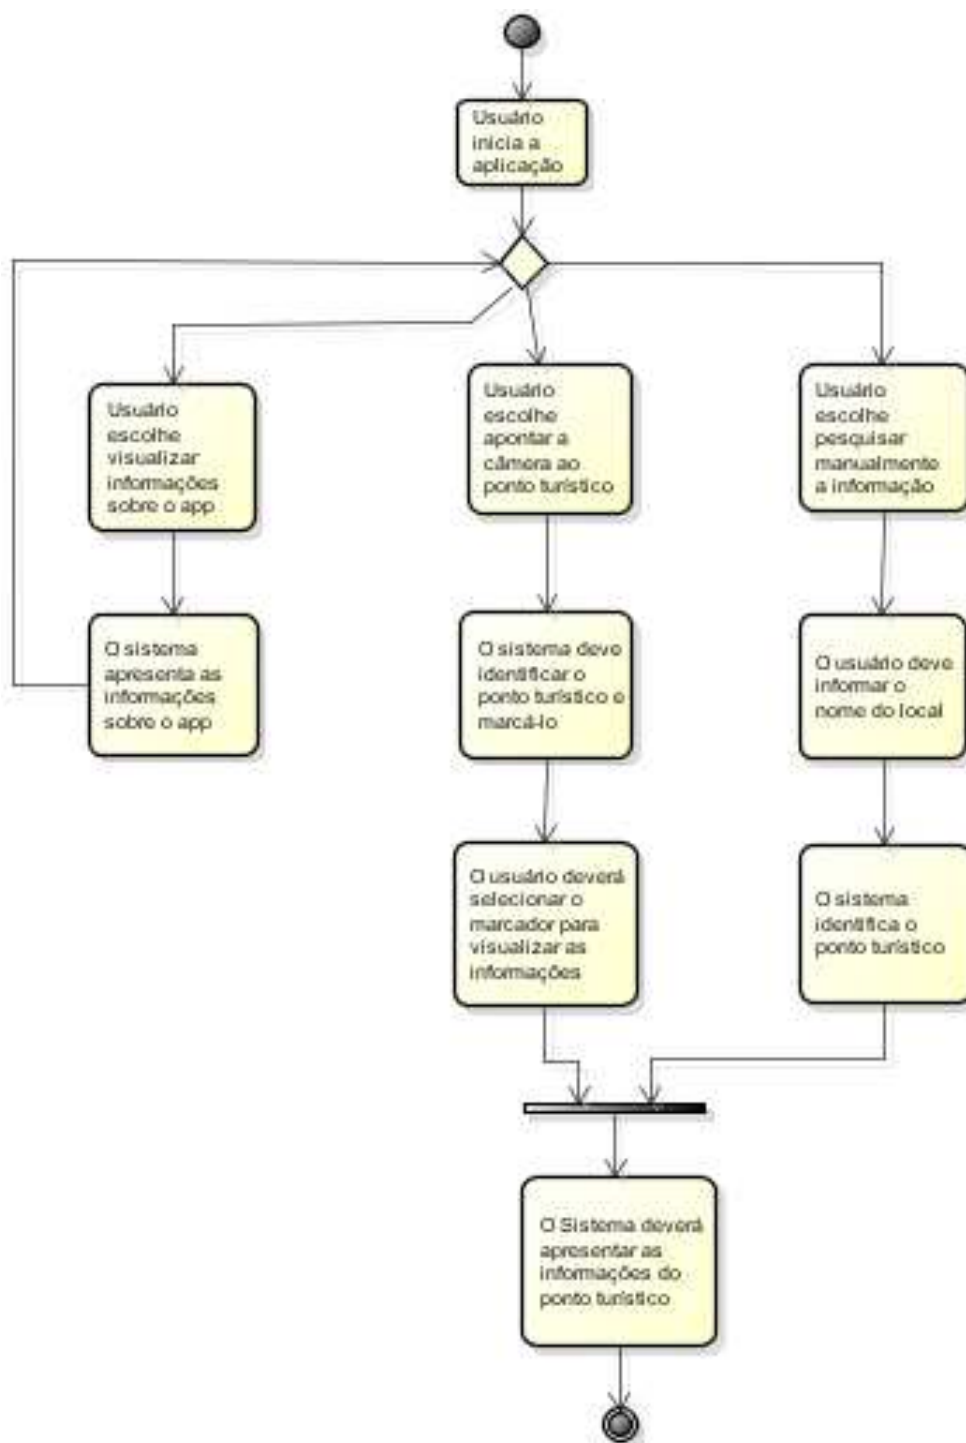 Usuário
inicia a
aplicação
Usuário
escolhe
visualizar
informações
sobre o app
Usuário
escolhe
apontar a
câmera ao
ponto turístico
Usuário
escolhe
pesquisar
manualmente
a informação
O sistema
apresenta as
informações
sobre o app
O sistema deve
identificar o
ponto turístico e
marcá-lo
O usuário deve
informar o
nome do local
O usuário deverá
selecionar o
marcador para
visualizar as
informações
O sistema
identifica o
ponto turístico
O Sistema deverá
apresentar as
informações do
ponto turístico